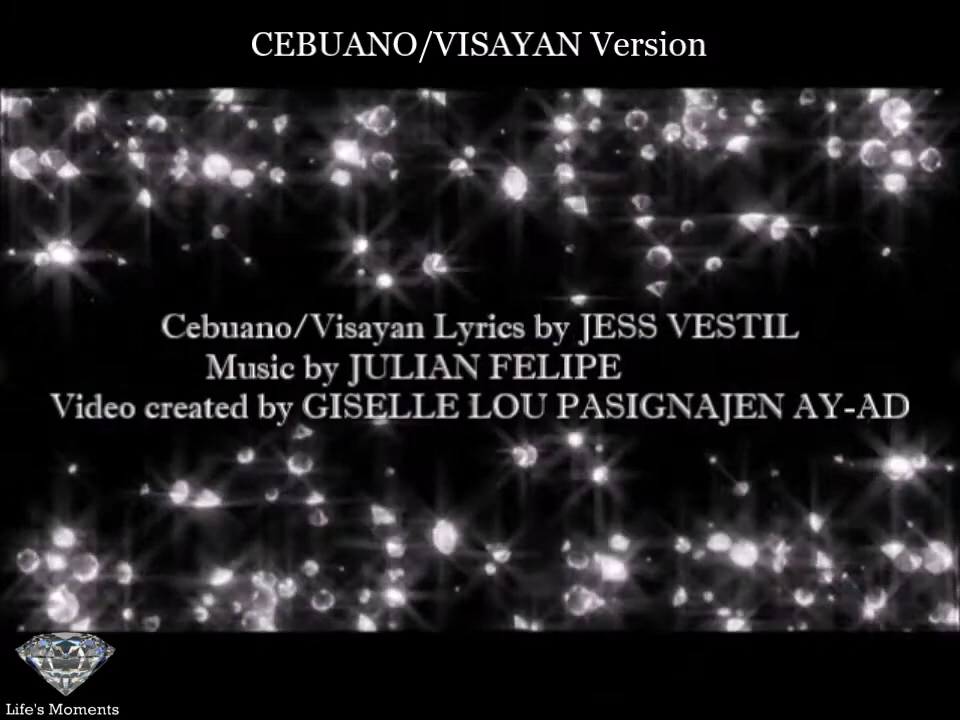 CEBUANO/VISAYAN Version
Cebuano/Visayan Lyrics by JESS VESTIL
Music by JULIAN FELIPE
Video created by GISELLE LOU PASIGNAJEN AY-AD
Life's Moments